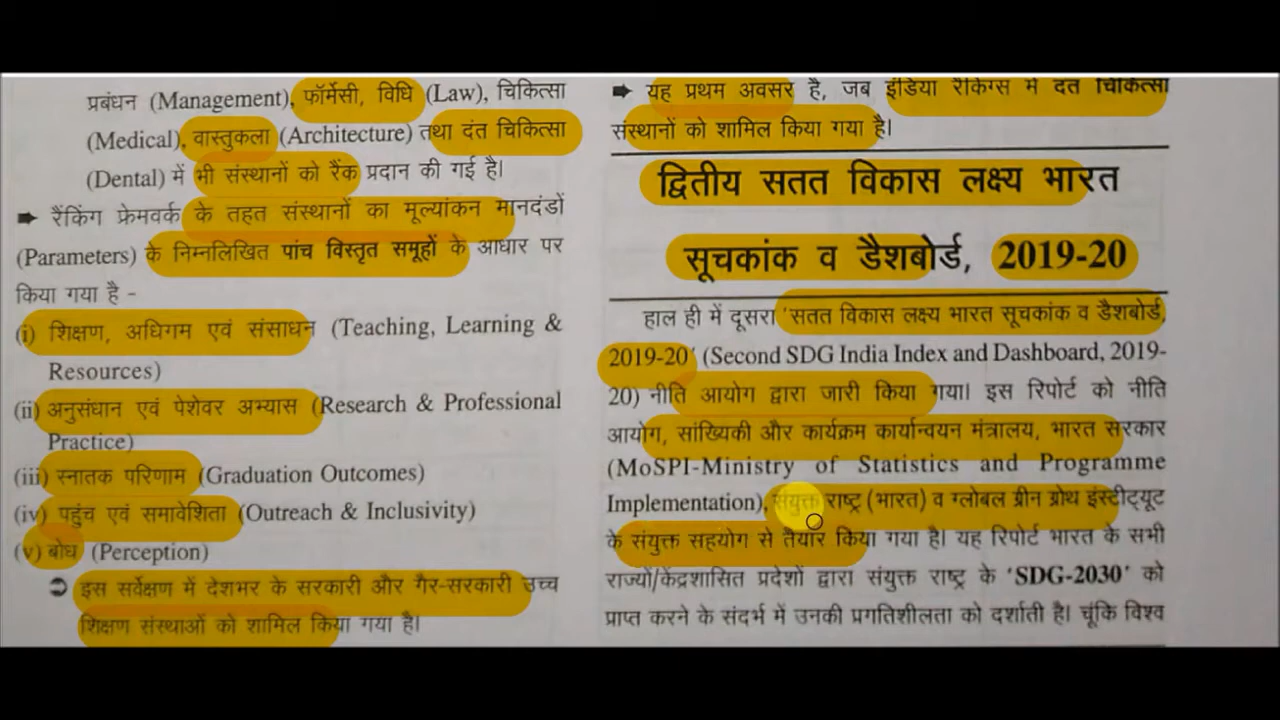 प्रबंधन (Management), फॉर्मेसी, विधि (Law), चिकित्सा
(Medical), वास्तुकला (Architecture) तथा दंत चिकित्सा
(Dental) में भी संस्थानों को रैंक प्रदान की गई है।
➨ रैंकिंग फ्रेमवर्क के तहत संस्थानों का मूल्यांकन मानदंडों
(Parameters) के निम्नलिखित पांच विस्तृत समूहों के आधार पर
किया गया है -
(i) शिक्षण, अधिगम एवं संसाधन (Teaching, Learning &
Resources)
(ii) अनुसंधान एवं पेशेवर अभ्यास (Research & Professional
Practice)
(iii) स्नातक परिणाम (Graduation Outcomes)
(iv) पहुंच एवं समावेशिता (Outreach & Inclusivity)
(v) बोध (Perception)
➲ इस सर्वेक्षण में देशभर के सरकारी और गैर-सरकारी उच्च
शिक्षण संस्थाओं को शामिल किया गया है।
➨ यह प्रथम अवसर है, जब इंडिया रैंकिंग्स में दंत चिकित्सा
संस्थानों को शामिल किया गया है।
द्वितीय सतत विकास लक्ष्य भारत
सूचकांक व डैशबोर्ड, 2019-20
हाल ही में दूसरा 'सतत विकास लक्ष्य भारत सूचकांक व डैशबोर्ड,
2019-20' (Second SDG India Index and Dashboard, 2019-
20) नीति आयोग द्वारा जारी किया गया। इस रिपोर्ट को नीति
आयोग, सांख्यिकी और कार्यक्रम कार्यान्वयन मंत्रालय, भारत सरकार
(MoSPI-Ministry of Statistics and Programme
Implementation), संयुक्त राष्ट्र (भारत) व ग्लोबल ग्रीन ग्रोथ इंस्टीट्यूट
के संयुक्त सहयोग से तैयार किया गया है। यह रिपोर्ट भारत के सभी
राज्यों/केंद्रशासित प्रदेशों द्वारा संयुक्त राष्ट्र के 'SDG-2030' को
प्राप्त करने के संदर्भ में उनकी प्रगतिशीलता को दर्शाती है। चूंकि विश्व